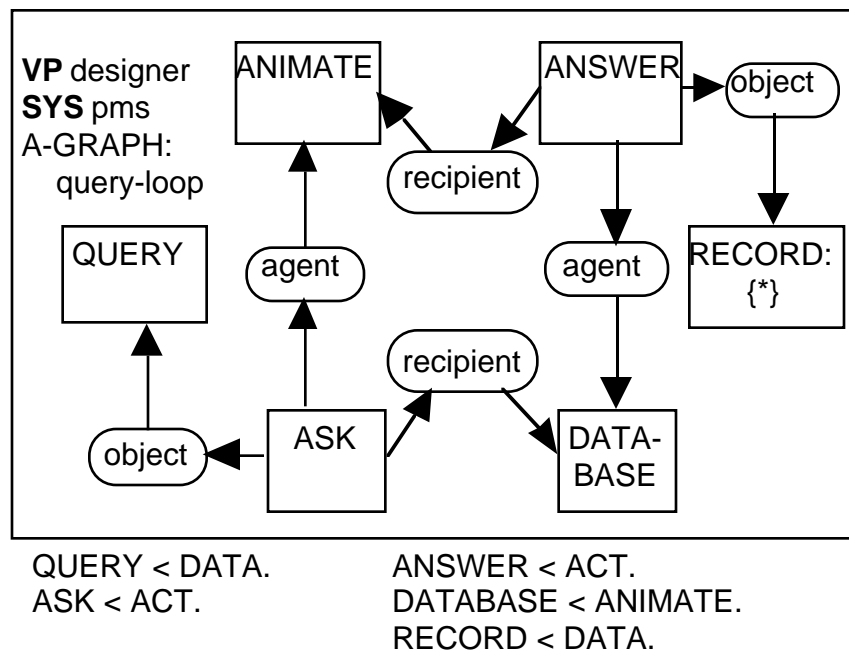 VP designer
SYS pms
A-GRAPH:
query-loop
ANIMATE
ANSWER
object
recipient
QUERY
agent
agent
RECORD:
{*}
recipient
object
ASK
DATA-
BASE
QUERY < DATA.
ASK < ACT.
ANSWER < ACT.
DATABASE < ANIMATE.
RECORD < DATA.